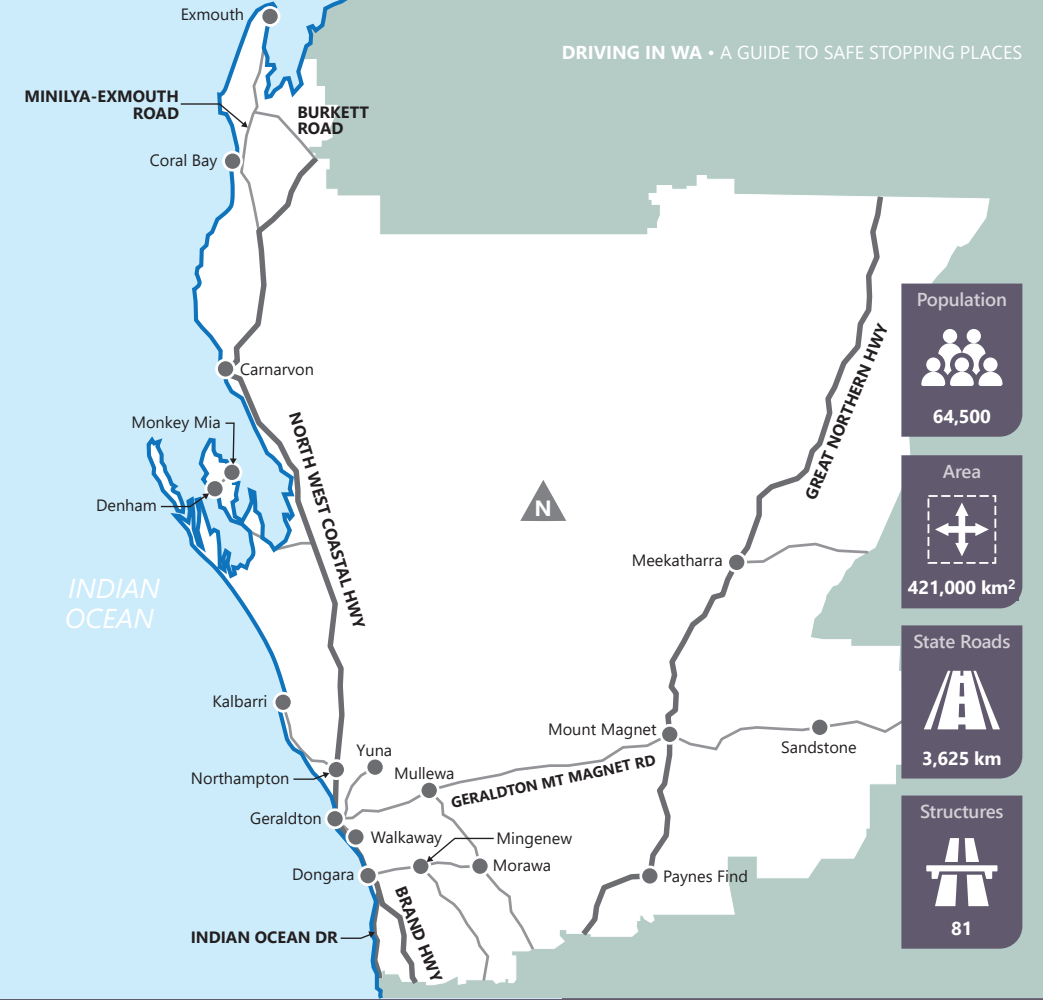 Exmouth
DRIVING IN WA • A GUIDE TO SAFE STOPPING PLACES
MINILYA-EXMOUTH
ROAD
BURKETT
ROAD
Coral Bay
Population
64,500
GREAT NORTHERN HWY
Carnarvon
Monkey Mia
NORTH WEST COASTAL HWY
Area
421,000 km²
Denham
N
Meekatharra
INDIAN
OCEAN
State Roads
3,625 km
Kalbarri
Mount Magnet
Sandstone
Yuna
Northampton
Mullewa
GERALDTON MT MAGNET RD
Structures
81
Geraldton
Walkaway
Mingenew
Dongara
Morawa
Paynes Find
BRAND HWY
INDIAN OCEAN DR